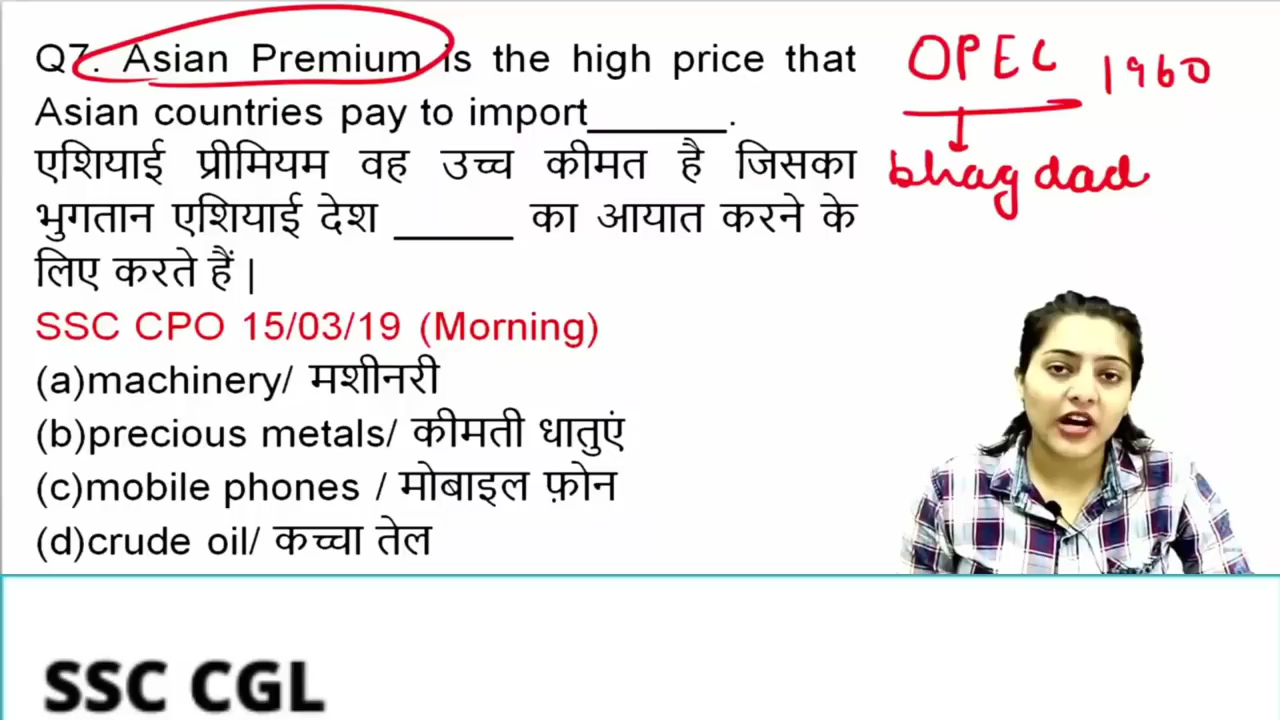 Q7. Asian Premium is the high price that
Asian countries pay to import______.
एशियाई प्रीमियम वह उच्च कीमत है जिसका
भुगतान एशियाई देश ______ का आयात करने के
लिए करते हैं |
SSC CPO 15/03/19 (Morning)
(a)machinery/ मशीनरी
(b)precious metals/ कीमती धातुएं
(c)mobile phones / मोबाइल फ़ोन
(d)crude oil/ कच्चा तेल
OPEC 1960
bhagdad
SSC CGL